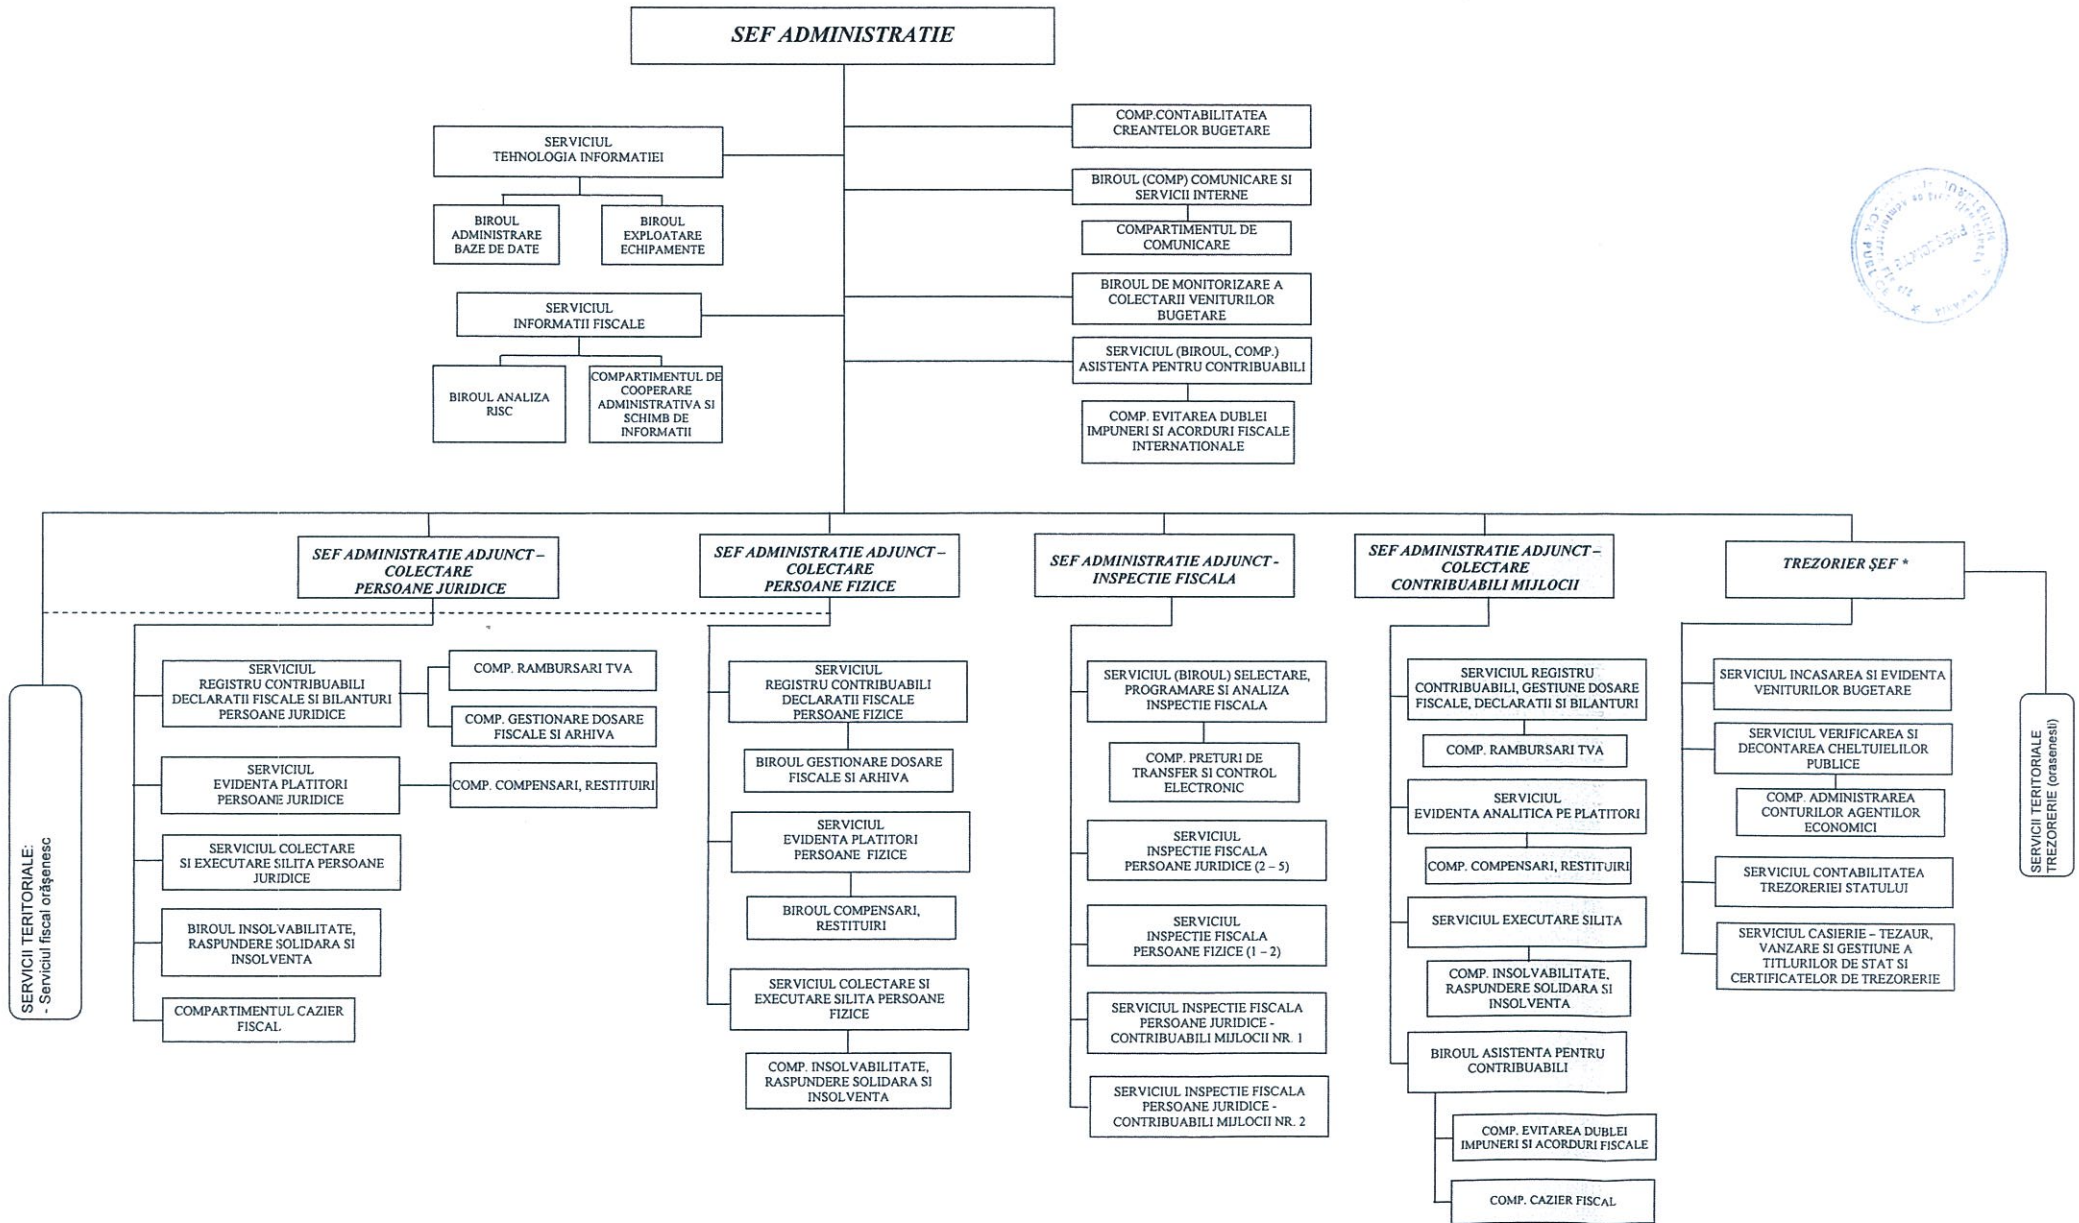 SEF ADMINISTRATIE
COMP.CONTABILITATEA
CREANTELOR BUGETARE
SERVICIUL
TEHNOLOGIA INFORMATIEI
BIROUL (COMP) COMUNICARE SI
SERVICII INTERNE
BIROUL
ADMINISTRARE
BAZE DE DATE
BIROUL
EXPLOATARE
ECHIPAMENTE
COMPARTIMENTUL DE
COMUNICARE
BIROUL DE MONITORIZARE A
COLECTARII VENITURILOR
BUGETARE
SERVICIUL
INFORMATII FISCALE
SERVICIUL (BIROUL, COMP.)
ASISTENTA PENTRU CONTRIBUABILI
BIROUL ANALIZA
RISC
COMPARTIMENTUL DE
COOPERARE
ADMINISTRATIVA SI
SCHIMB DE
INFORMATII
COMP. EVITAREA DUBLEI
IMPUNERI SI ACORDURI FISCALE
INTERNATIONALE
SEF ADMINISTRATIE ADJUNCT –
COLECTARE
PERSOANE JURIDICE
SEF ADMINISTRATIE ADJUNCT –
COLECTARE
PERSOANE FIZICE
SEF ADMINISTRATIE ADJUNCT -
INSPECTIE FISCALA
SEF ADMINISTRATIE ADJUNCT –
COLECTARE
CONTRIBUABILI MIJLOCII
TREZORIER ŞEF *
SERVICII TERITORIALE:
- Serviciul fiscal orăşenesc
SERVICIUL
REGISTRU CONTRIBUABILI
DECLARATII FISCALE SI BILANTURI
PERSOANE JURIDICE
COMP. RAMBURSARI TVA
COMP. GESTIONARE DOSARE
FISCALE SI ARHIVA
SERVICIUL
EVIDENTA PLATITORI
PERSOANE JURIDICE
COMP. COMPENSARI, RESTITUIRI
SERVICIUL COLECTARE
SI EXECUTARE SILITA PERSOANE
JURIDICE
BIROUL INSOLVABILITATE,
RASPUNDERE SOLIDARA SI
INSOLVENTA
COMPARTIMENTUL CAZIER
FISCAL
SERVICIUL
REGISTRU CONTRIBUABILI
DECLARATII FISCALE
PERSOANE FIZICE
BIROUL GESTIONARE DOSARE
FISCALE SI ARHIVA
SERVICIUL
EVIDENTA PLATITORI
PERSOANE FIZICE
BIROUL COMPENSARI,
RESTITUIRI
SERVICIUL COLECTARE SI
EXECUTARE SILITA PERSOANE
FIZICE
COMP. INSOLVABILITATE,
RASPUNDERE SOLIDARA SI
INSOLVENTA
SERVICIUL (BIROUL) SELECTARE,
PROGRAMARE SI ANALIZA
INSPECTIE FISCALA
COMP. PRETURI DE
TRANSFER SI CONTROL
ELECTRONIC
SERVICIUL
INSPECTIE FISCALA
PERSOANE JURIDICE (2 – 5)
SERVICIUL
INSPECTIE FISCALA
PERSOANE FIZICE (1 – 2)
SERVICIUL INSPECTIE FISCALA
PERSOANE JURIDICE -
CONTRIBUABILI MIJLOCII NR. 1
SERVICIUL INSPECTIE FISCALA
PERSOANE JURIDICE -
CONTRIBUABILI MIJLOCII NR. 2
SERVICIUL REGISTRU
CONTRIBUABILI, GESTIUNE DOSARE
FISCALE, DECLARATII SI BILANTURI
COMP. RAMBURSARI TVA
SERVICIUL
EVIDENTA ANALITICA PE PLATITORI
COMP. COMPENSARI, RESTITUIRI
SERVICIUL EXECUTARE SILITA
COMP. INSOLVABILITATE,
RASPUNDERE SOLIDARA SI
INSOLVENTA
BIROUL ASISTENTA PENTRU
CONTRIBUABILI
COMP. EVITAREA DUBLEI
IMPUNERI SI ACORDURI FISCALE
COMP. CAZIER FISCAL
SERVICIUL INCASAREA SI EVIDENTA
VENITURILOR BUGETARE
SERVICIUL VERIFICAREA SI
DECONTAREA CHELTUIELILOR
PUBLICE
COMP. ADMINISTRAREA
CONTURILOR AGENTILOR
ECONOMICI
SERVICIUL CONTABILITATEA
TREZORERIEI STATULUI
SERVICIUL CASIERIE – TEZAUR,
VANZARE SI GESTIUNE A
TITLURILOR DE STAT SI
CERTIFICATELOR DE TREZORERIE
SERVICII TERITORIALE
TREZORERIE (orasenesti)